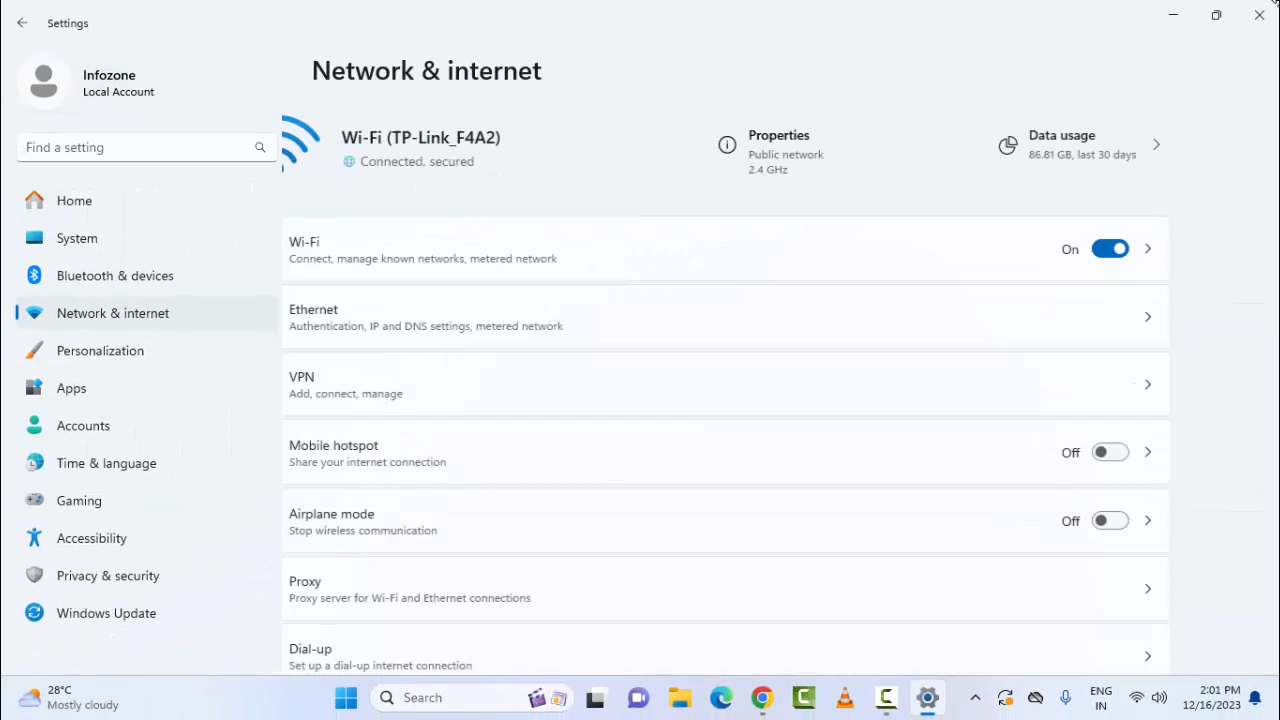 Settings
Infozone
Local Account
Find a setting
Home
System
Bluetooth & devices
Network & internet
Personalization
Apps
Accounts
Time & language
Gaming
Accessibility
Privacy & security
Windows Update
Network & internet
Wi-Fi (TP-Link_F4A2)
Connected, secured
Properties
Public network
2.4 GHz
Data usage
86.81 GB, last 30 days
Wi-Fi
Connect, manage known networks, metered network
On
Ethernet
Authentication, IP and DNS settings, metered network
VPN
Add, connect, manage
Mobile hotspot
Share your internet connection
Off
Airplane mode
Stop wireless communication
Off
Proxy
Proxy server for Wi-Fi and Ethernet connections
Dial-up
Set up a dial-up internet connection
28°C
Mostly cloudy
Search
ENG
IN
2:01 PM
12/16/2023